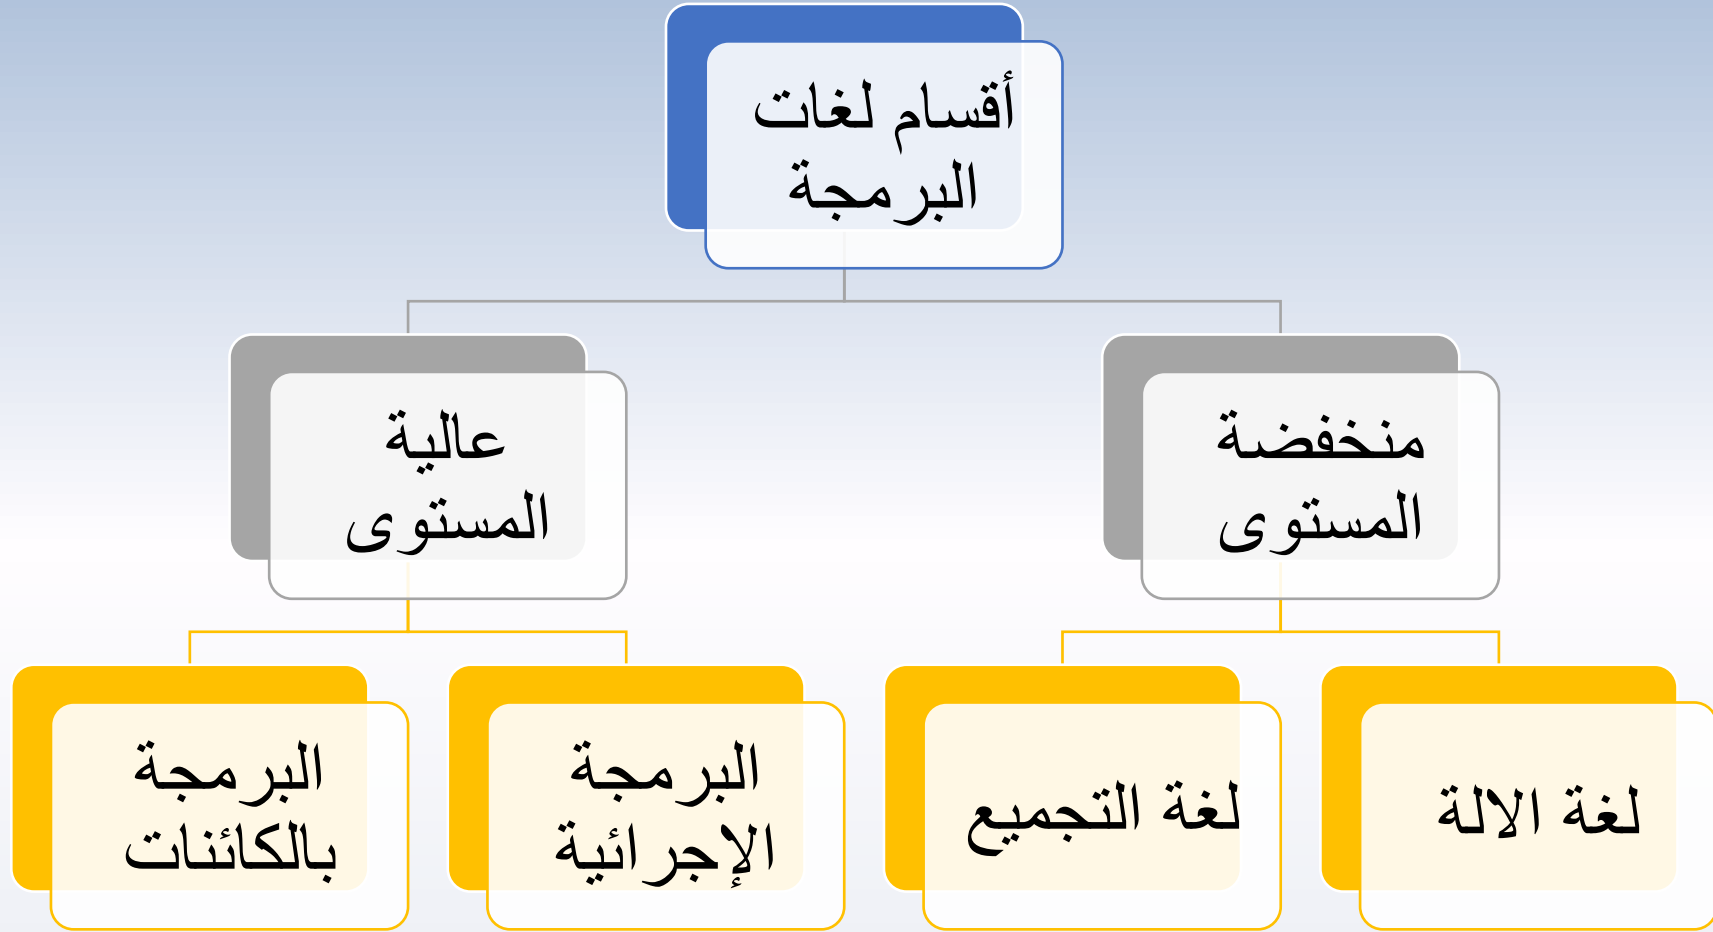 أقسام لغات
البرمجة
منخفضة
المستوى
عالية
المستوى
لغة الالة
لغة التجميع
البرمجة
الإجرائية
البرمجة
بالكائنات